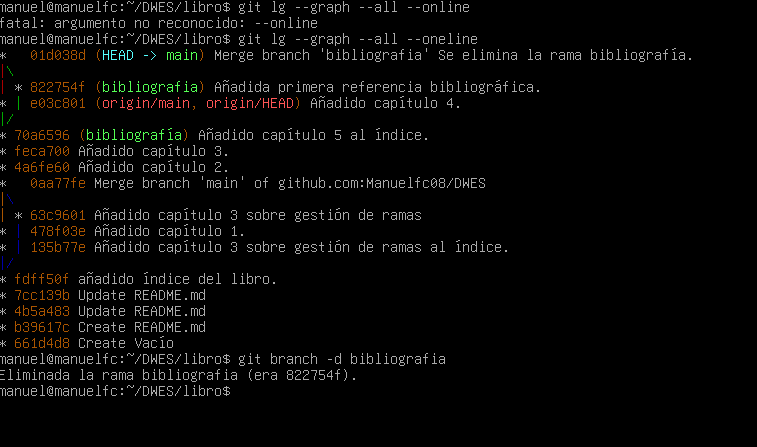 manuel@manuelfc:~/DWES/libro$ git lg --graph --all --online
fatal: argumento no reconocido: --online
manuel@manuelfc:~/DWES/libro$ git lg --graph --all --oneline
*   01d038d (HEAD -> main) Merge branch 'bibliografia' Se elimina la rama bibliografía.
|\
| * 822754f (bibliografia) Añadida primera referencia bibliográfica.
* | e03c801 (origin/main, origin/HEAD) Añadido capítulo 4.
|/
* 70a6596 (bibliografía) Añadido capítulo 5 al índice.
* feca700 Añadido capítulo 3.
* 4a6fe60 Añadido capítulo 2.
*   0aa77fe Merge branch 'main' of github.com:Manuelfc08/DWES
|\
| * 63c9601 Añadido capítulo 3 sobre gestión de ramas
* | 478f03e Añadido capítulo 1.
* | 135b77e Añadido capítulo 3 sobre gestión de ramas al índice.
|/
* fdff50f añadido índice del libro.
* 7cc139b Update README.md
* 4b5a483 Update README.md
* b39617c Create README.md
* 661d4d8 Create Vacío
manuel@manuelfc:~/DWES/libro$ git branch -d bibliografia
Eliminada la rama bibliografia (era 822754f).
manuel@manuelfc:~/DWES/libro$